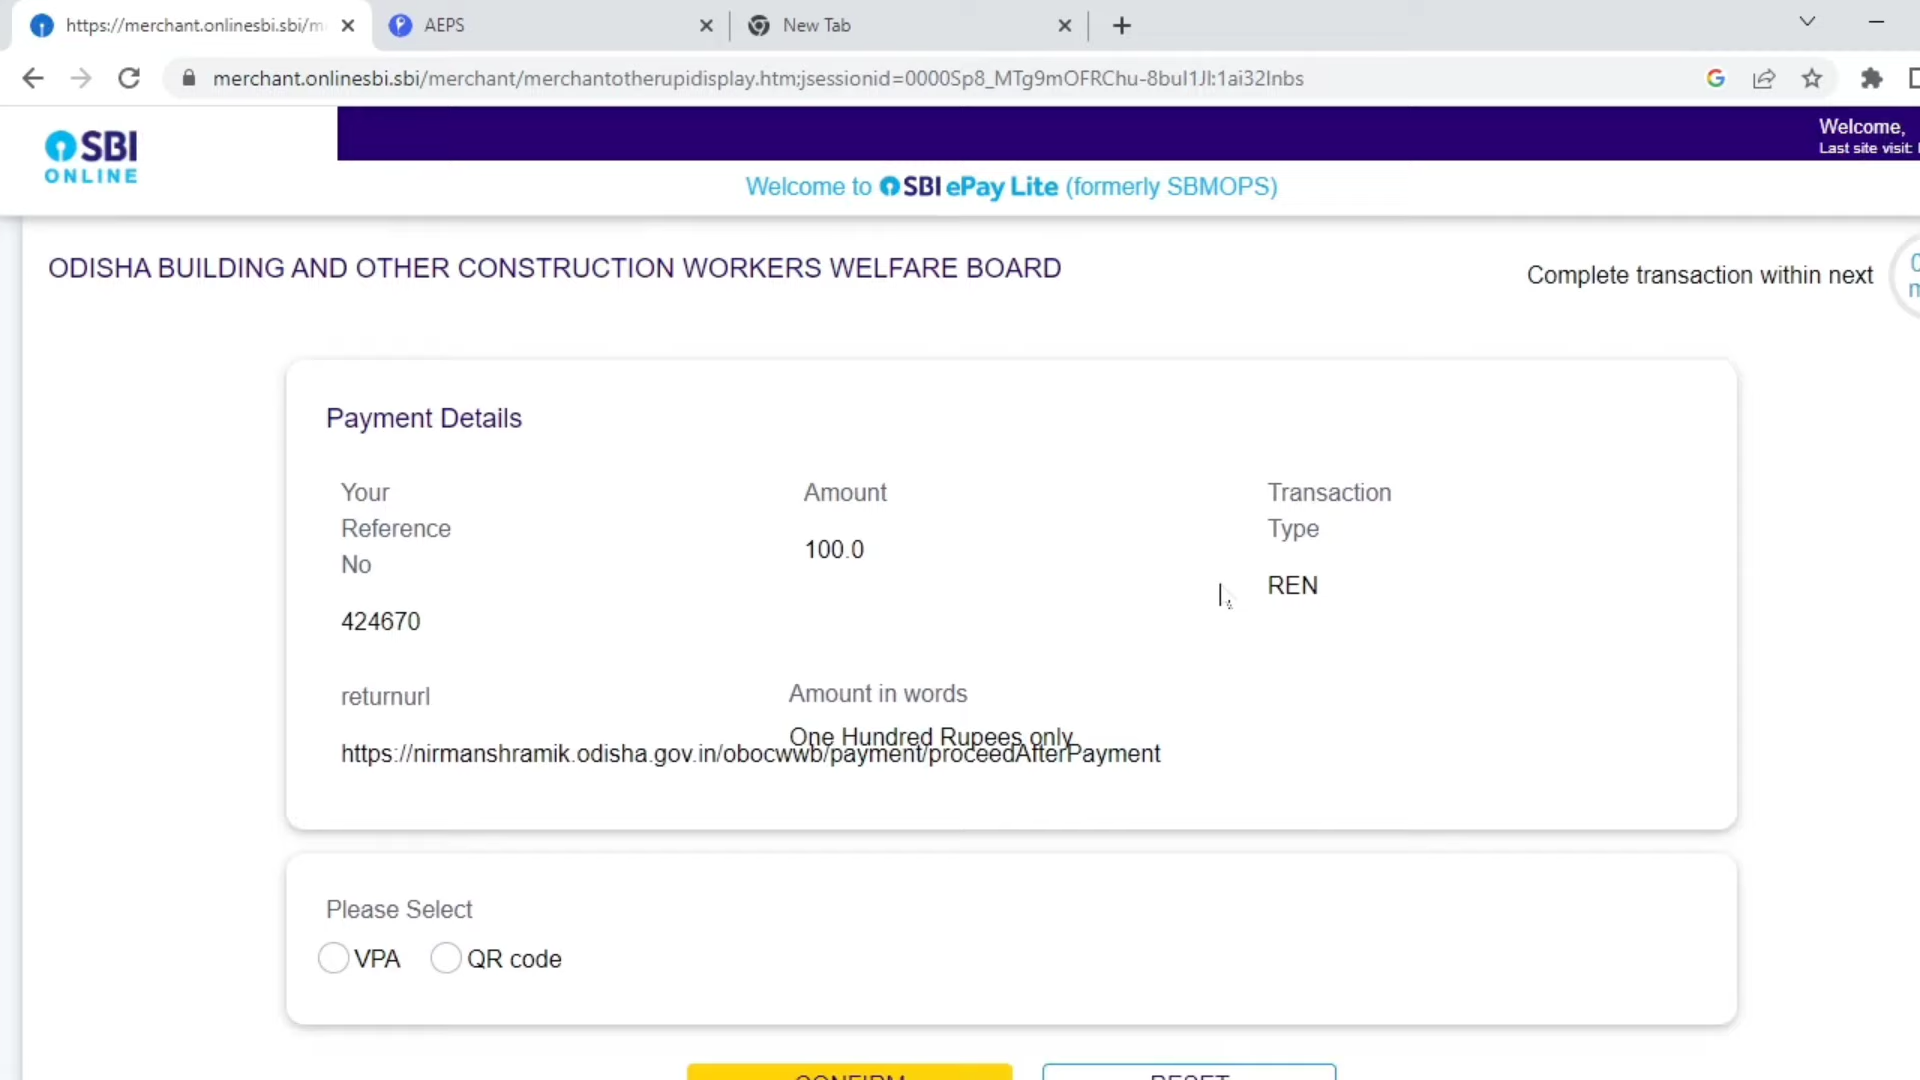 https://merchant.onlinesbi.sbi/m
AEPS
New Tab
merchant.onlinesbi.sbi/merchant/merchantotherupidisplay.htm;jsessionid=0000Sp8_MTg9mOFRChu-8buI1Jl:1ai32lnbs
SBI
ONLINE
Welcome,
Last site visit:
Welcome to SBI ePay Lite (formerly SBMOPS)
ODISHA BUILDING AND OTHER CONSTRUCTION WORKERS WELFARE BOARD
Complete transaction within next
Payment Details
Your
Reference
No
424670
Amount
100.0
Transaction
Type
REN
returnurl
https://nirmanshramik.odisha.gov.in/obocwwb/payment/proceedAfterPayment
Amount in words
One Hundred Rupees only
Please Select
VPA
QR code
CONFIRM
RESET